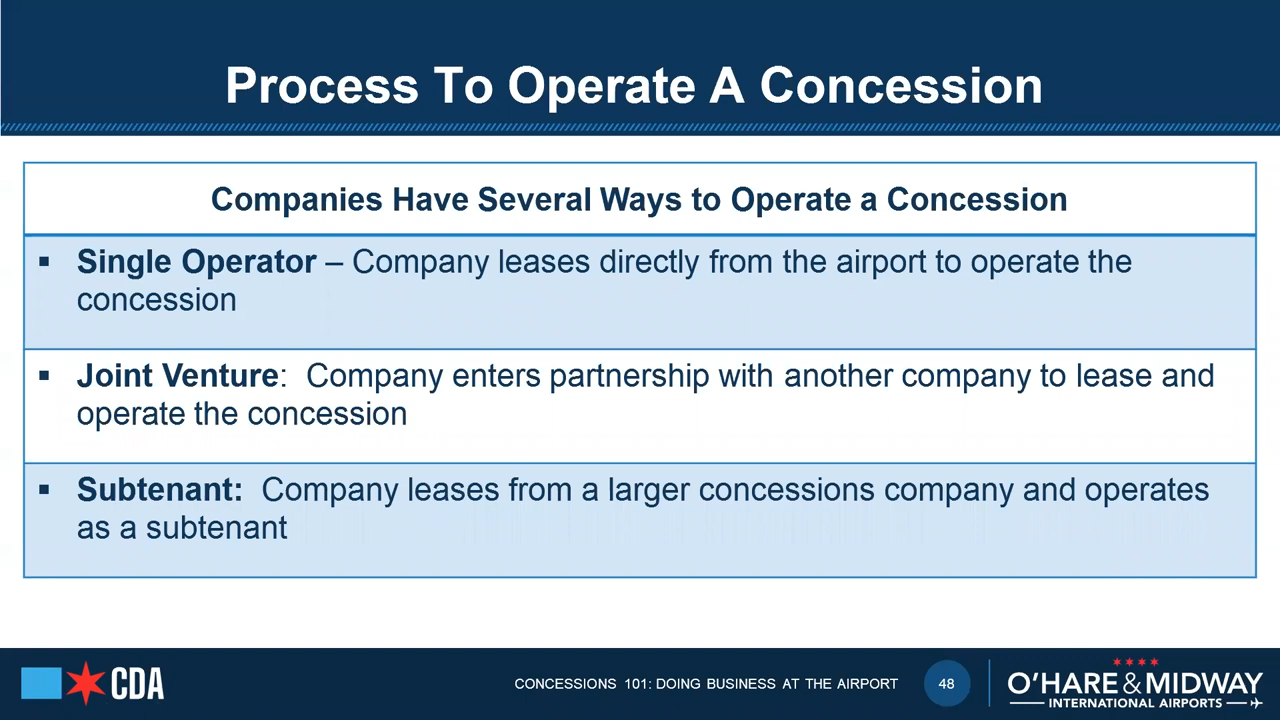 Process To Operate A Concession
Companies Have Several Ways to Operate a Concession
▪ Single Operator – Company leases directly from the airport to operate the
concession
▪ Joint Venture:  Company enters partnership with another company to lease and
operate the concession
▪ Subtenant:  Company leases from a larger concessions company and operates
as a subtenant
CDA
CONCESSIONS 101: DOING BUSINESS AT THE AIRPORT
48
O'HARE & MIDWAY
INTERNATIONAL AIRPORTS